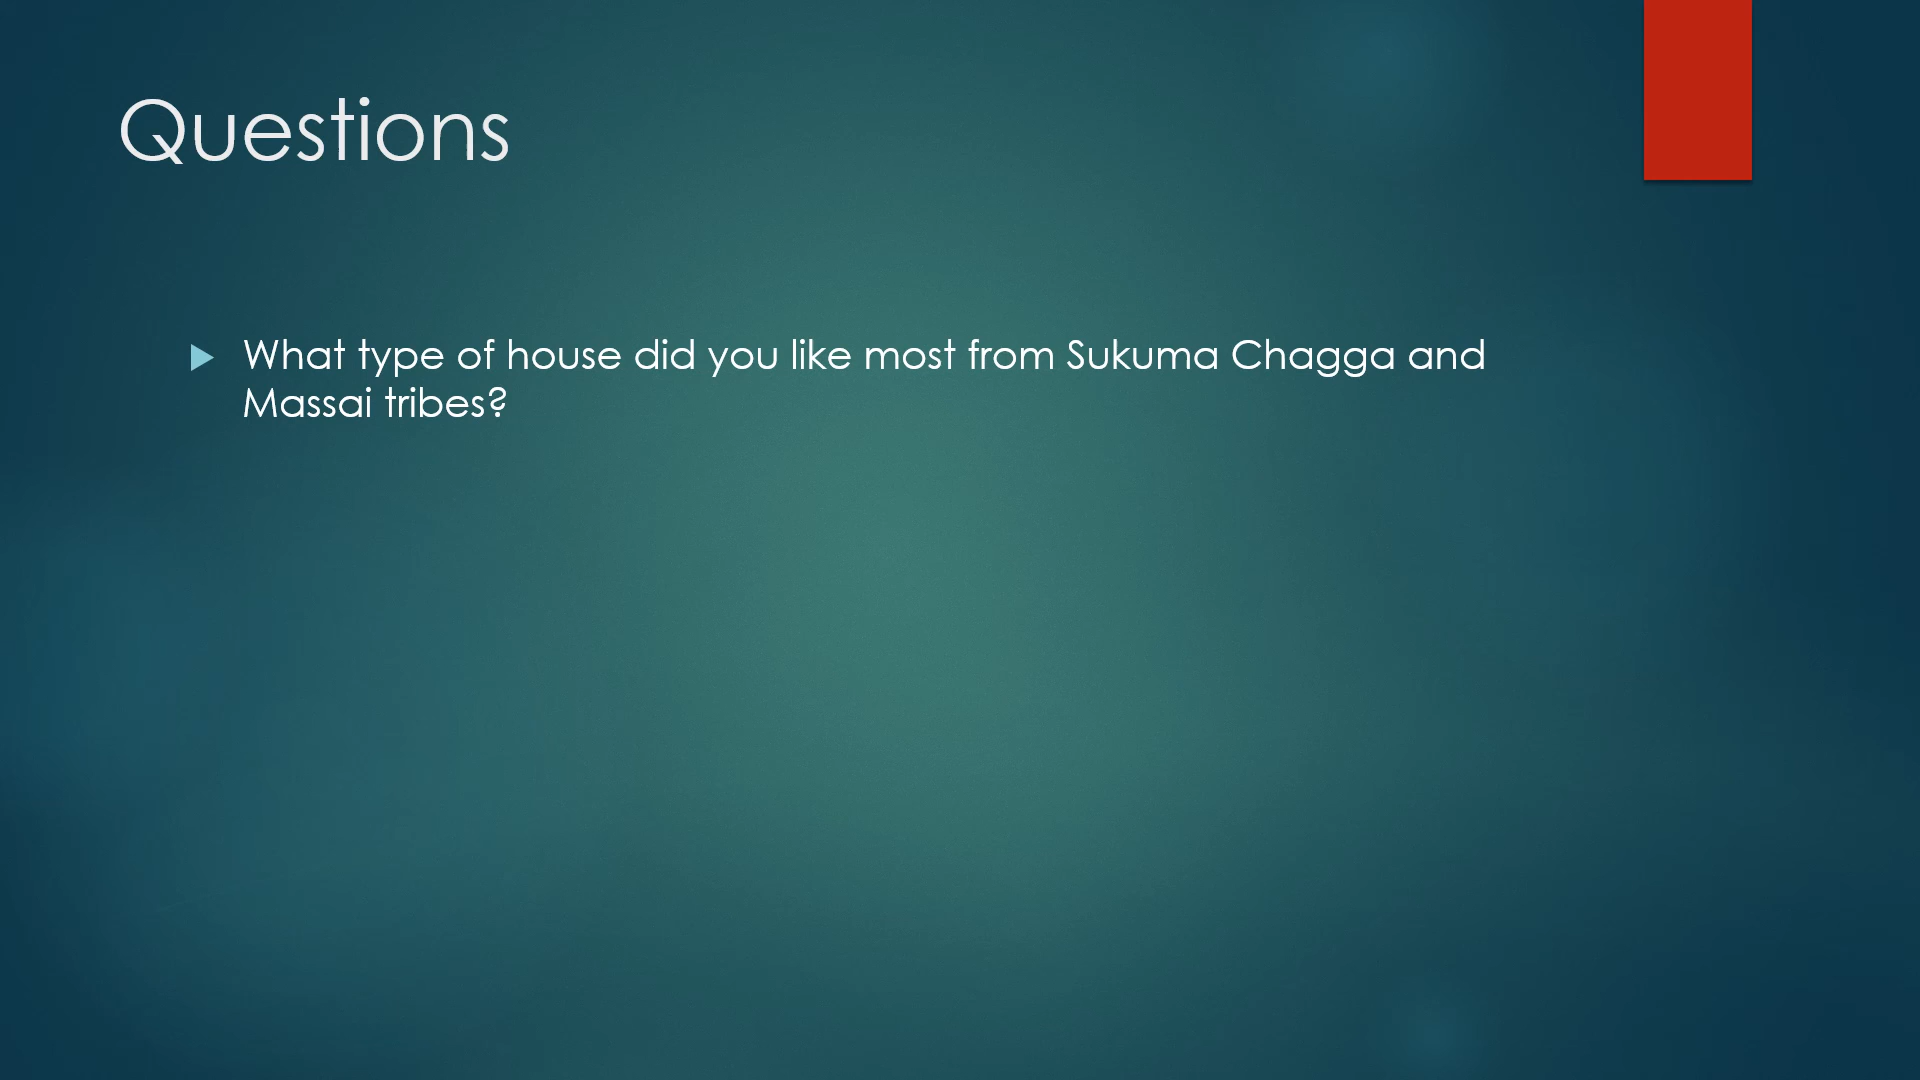 Questions
What type of house did you like most from Sukuma Chagga and
Massai tribes?